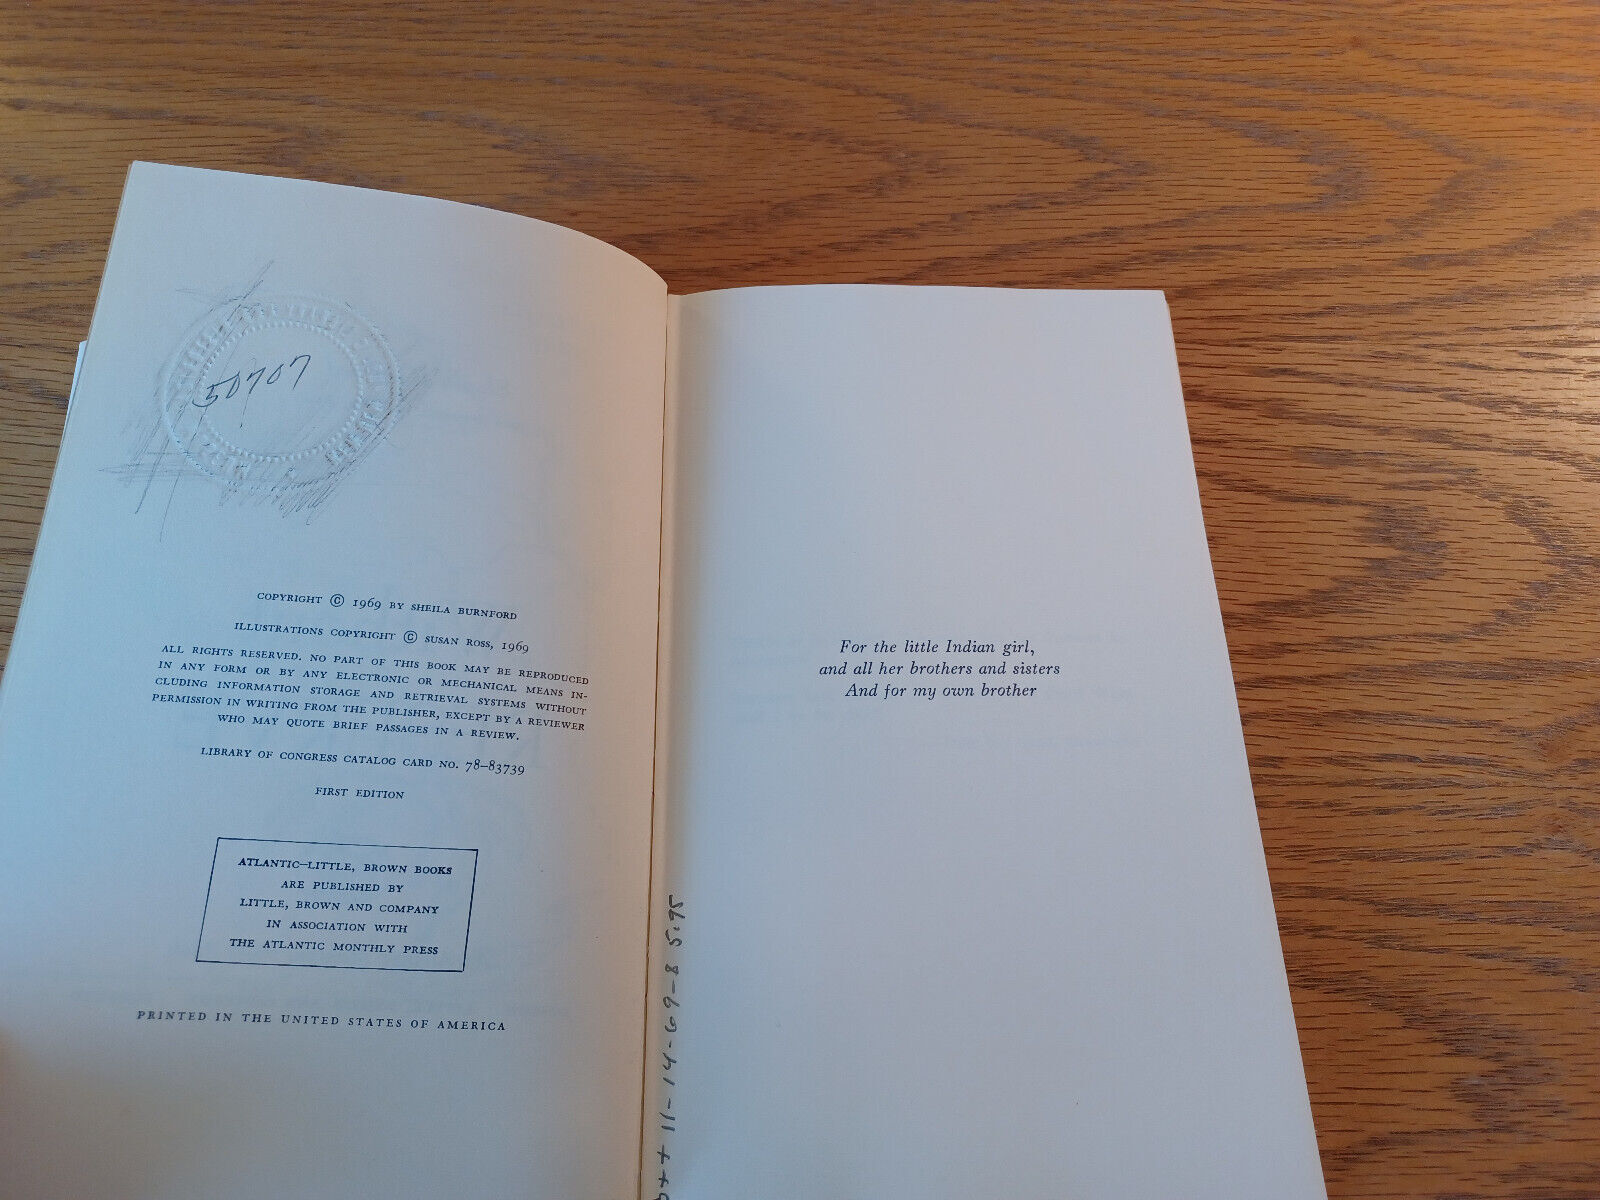 50707
COPYRIGHT © 1969 BY SHEILA BURNFORD
ILLUSTRATIONS COPYRIGHT © SUSAN ROSS, 1969
ALL RIGHTS RESERVED. NO PART OF THIS BOOK MAY BE REPRODUCED
IN ANY FORM OR BY ANY ELECTRONIC OR MECHANICAL MEANS IN-
CLUDING INFORMATION STORAGE AND RETRIEVAL SYSTEMS WITHOUT
PERMISSION IN WRITING FROM THE PUBLISHER, EXCEPT BY A REVIEWER
WHO MAY QUOTE BRIEF PASSAGES IN A REVIEW.
LIBRARY OF CONGRESS CATALOG CARD NO. 78–83739
FIRST EDITION
ATLANTIC–LITTLE, BROWN BOOKS
ARE PUBLISHED BY
LITTLE, BROWN AND COMPANY
IN ASSOCIATION WITH
THE ATLANTIC MONTHLY PRESS
PRINTED IN THE UNITED STATES OF AMERICA
11-14-69-8 5.95
For the little Indian girl,
and all her brothers and sisters
And for my own brother